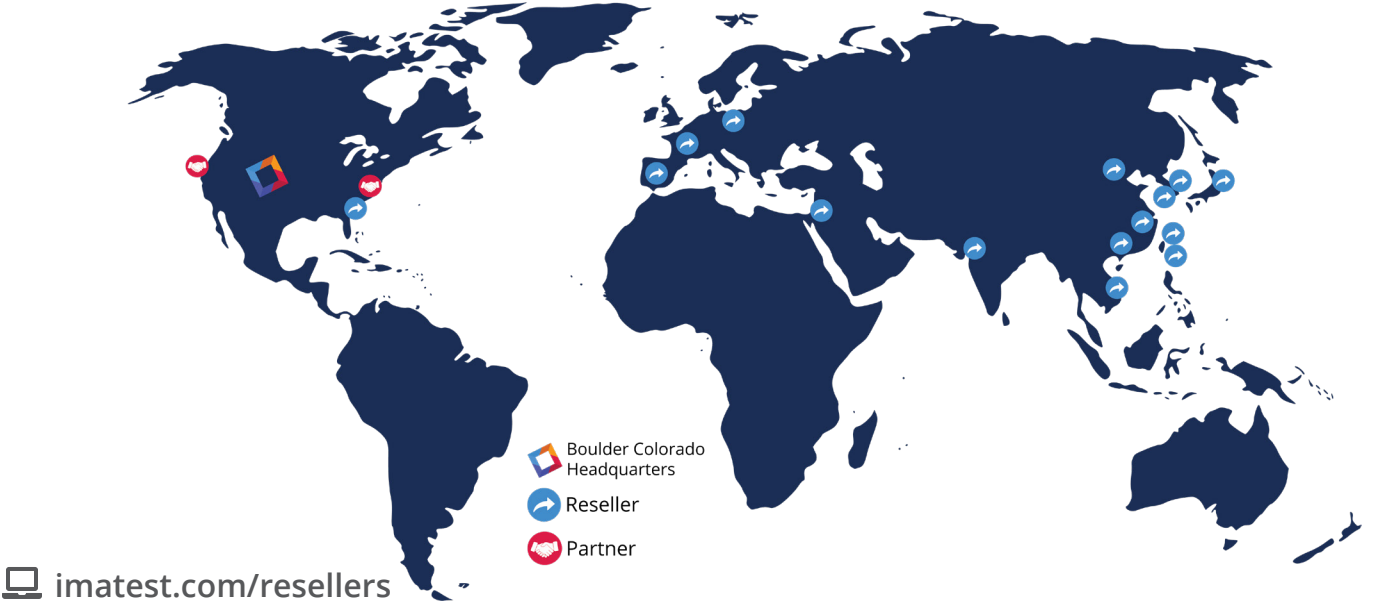 Boulder Colorado
Headquarters
Reseller
Partner
imatest.com/resellers